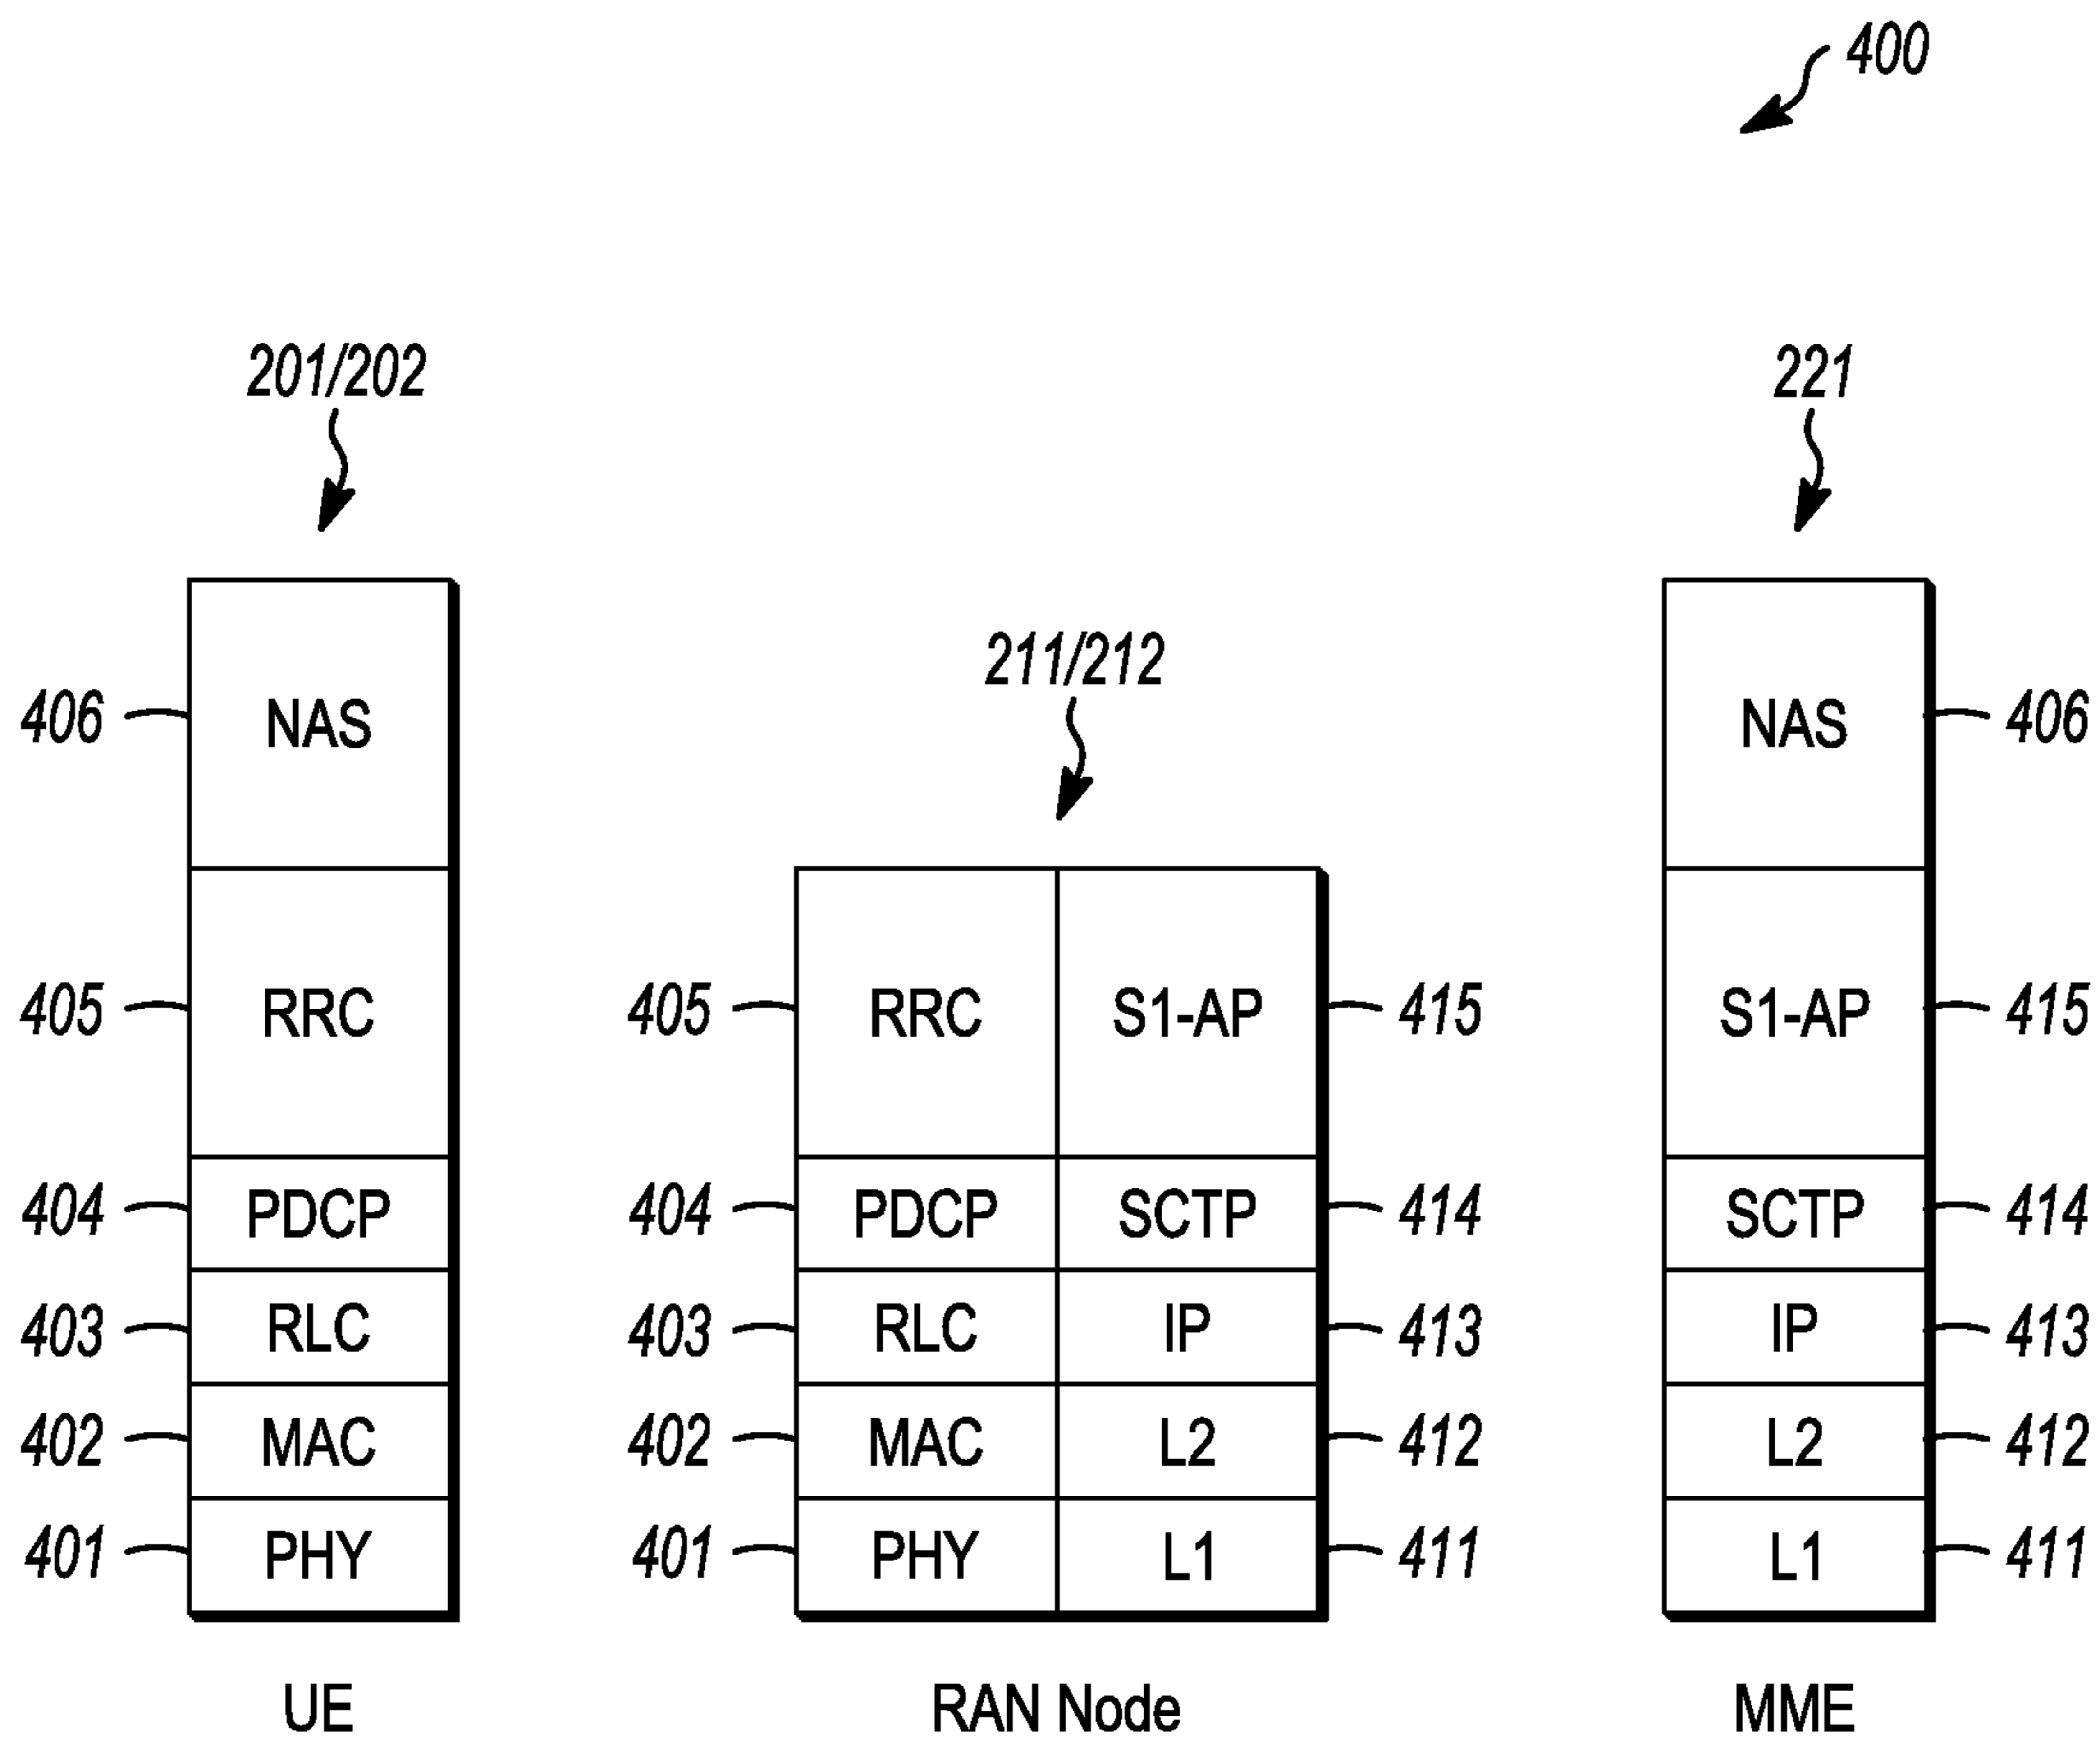 400
201/202
221
211/212
406 NAS NAS 406
405 RRC 405 RRC S1-AP 415 S1-AP 415
404 PDCP 404 PDCP SCTP 414 SCTP 414
403 RLC 403 RLC IP 413 IP 413
402 MAC 402 MAC L2 412 L2 412
401 PHY 401 PHY L1 411 L1 411
UE RAN Node MME